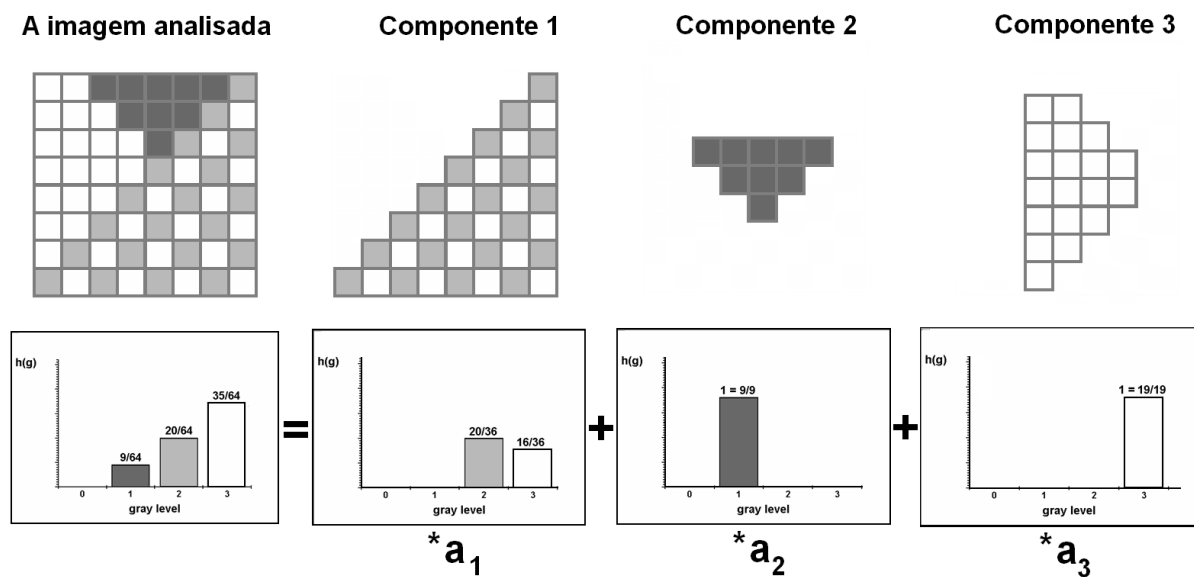 A imagem analisada
Componente 1
Componente 2
Componente 3
h(g)
9/64
20/64
35/64
0 1 2 3
gray level
=
h(g)
20/36
16/36
0 1 2 3
gray level
*a1
+
h(g)
1 = 9/9
0 1 2 3
gray level
*a2
+
h(g)
1 = 19/19
0 1 2 3
gray level
*a3